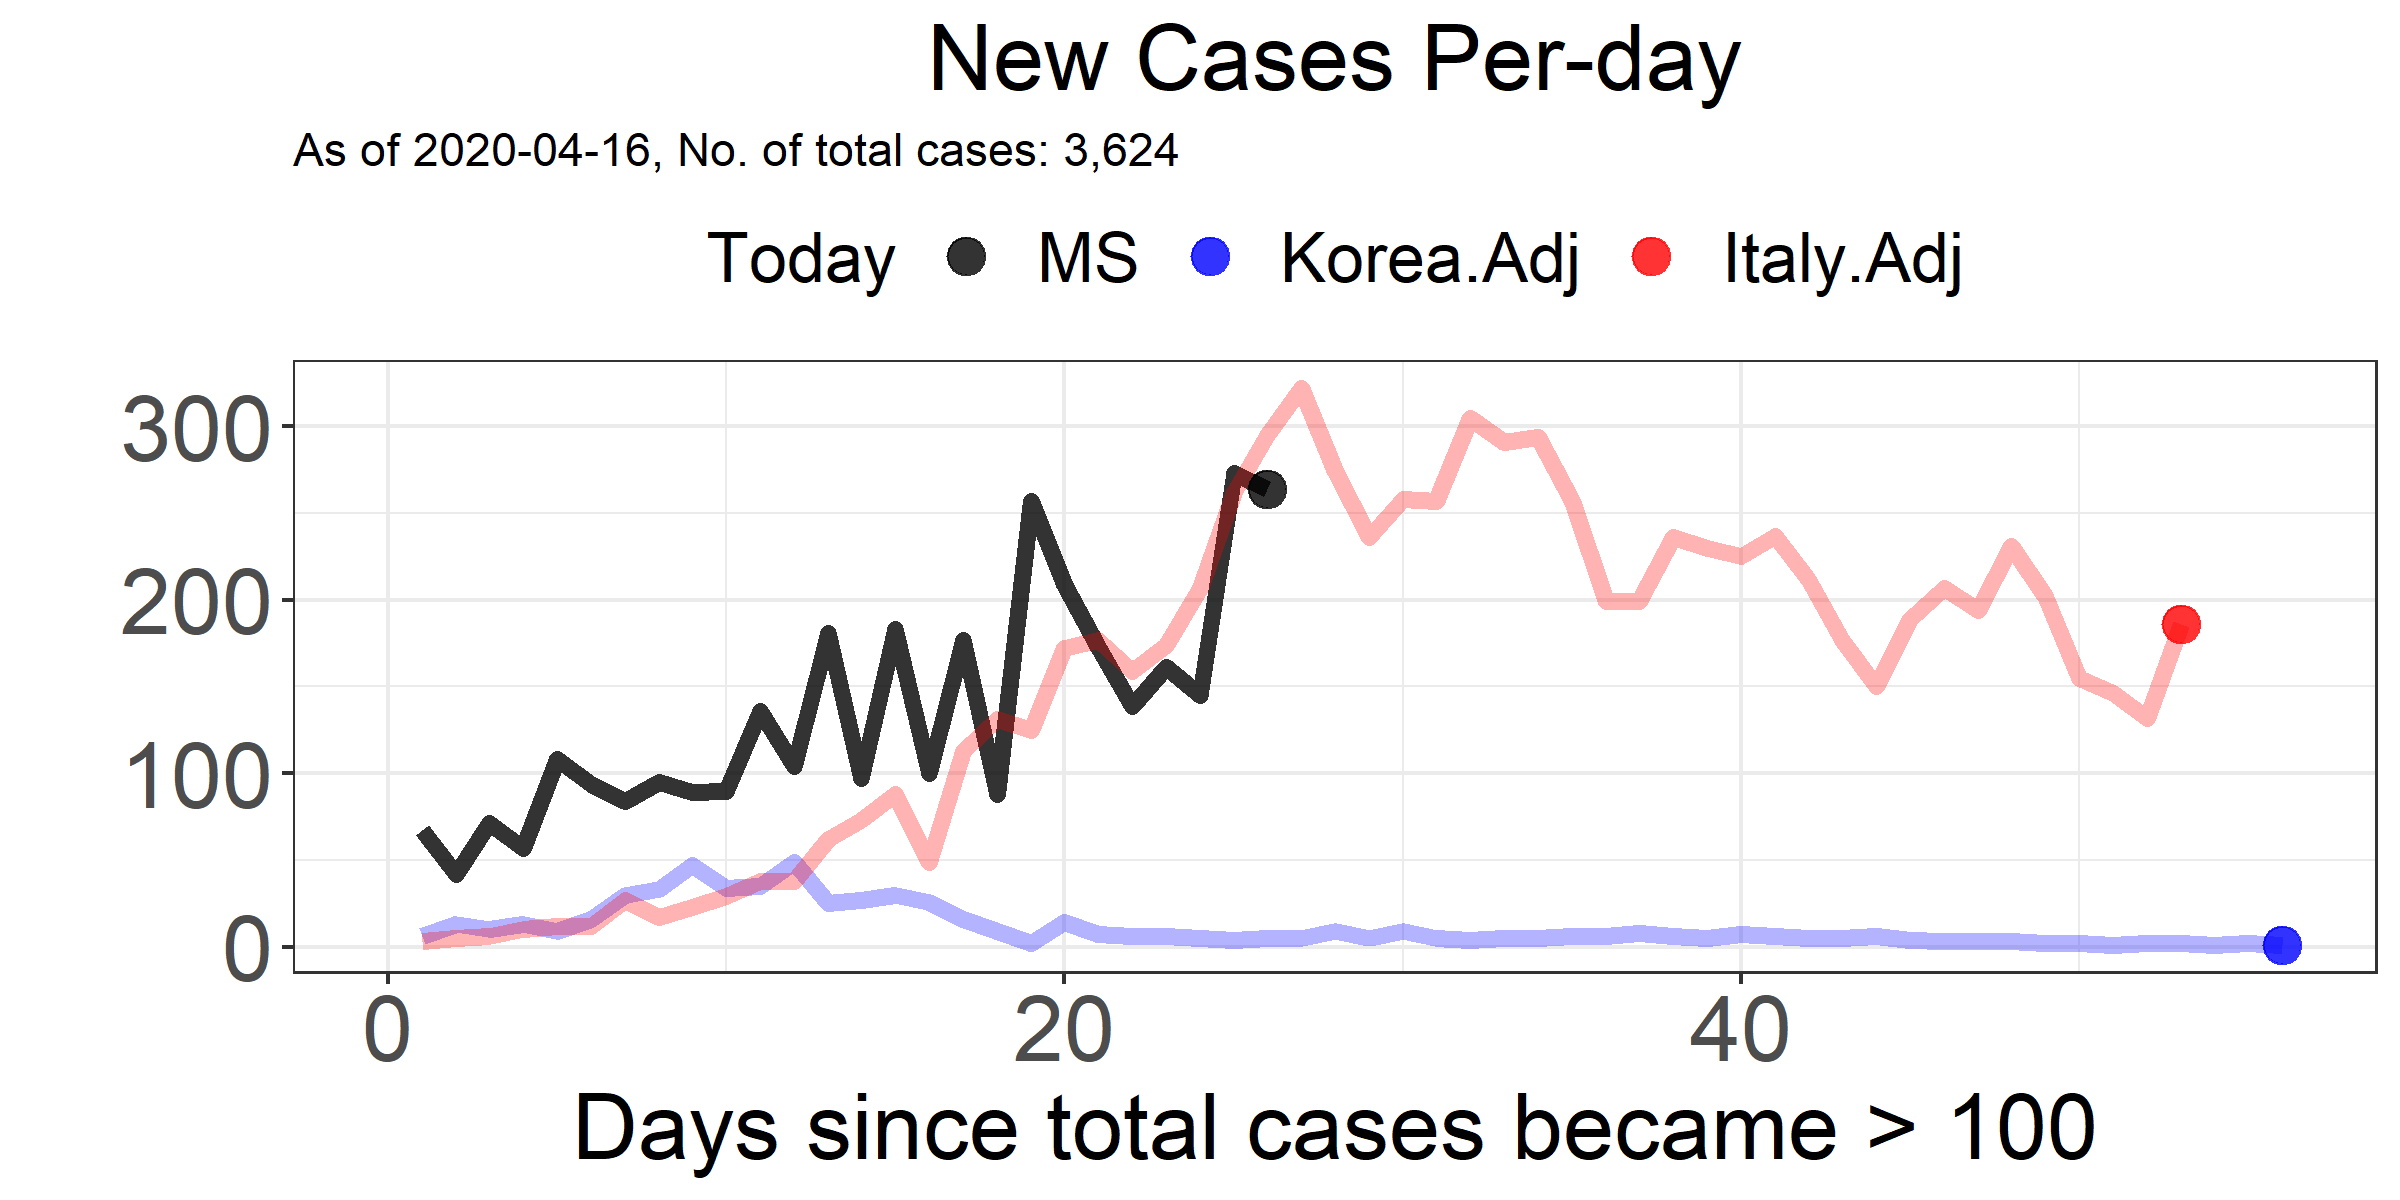 New Cases Per-day
As of 2020-04-16, No. of total cases: 3,624
Today MS Korea.Adj Italy.Adj
300
200
100
0
0 20 40
Days since total cases became > 100